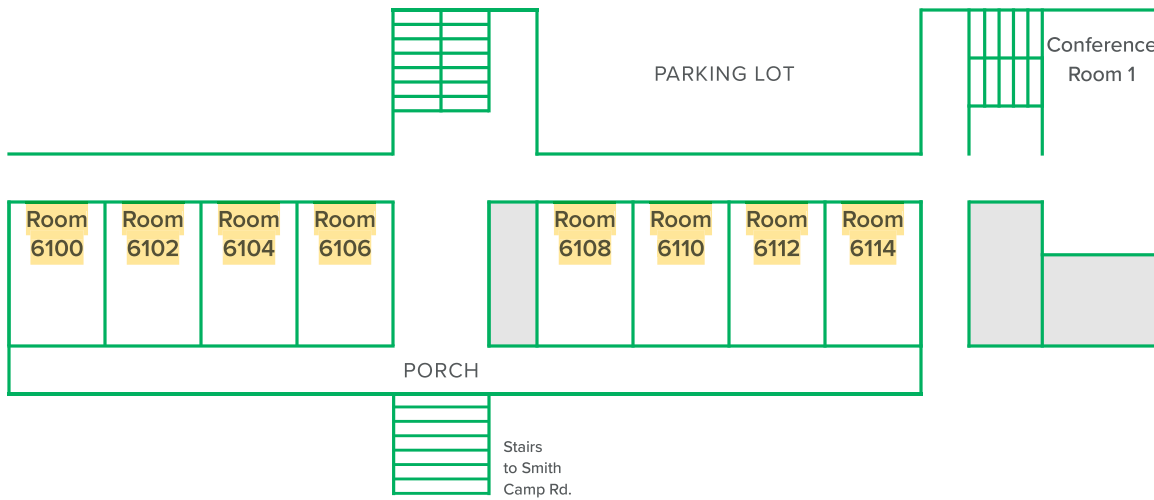 Conference
Room 1
PARKING LOT
Room
6100
Room
6102
Room
6104
Room
6106
Room
6108
Room
6110
Room
6112
Room
6114
PORCH
Stairs
to Smith
Camp Rd.